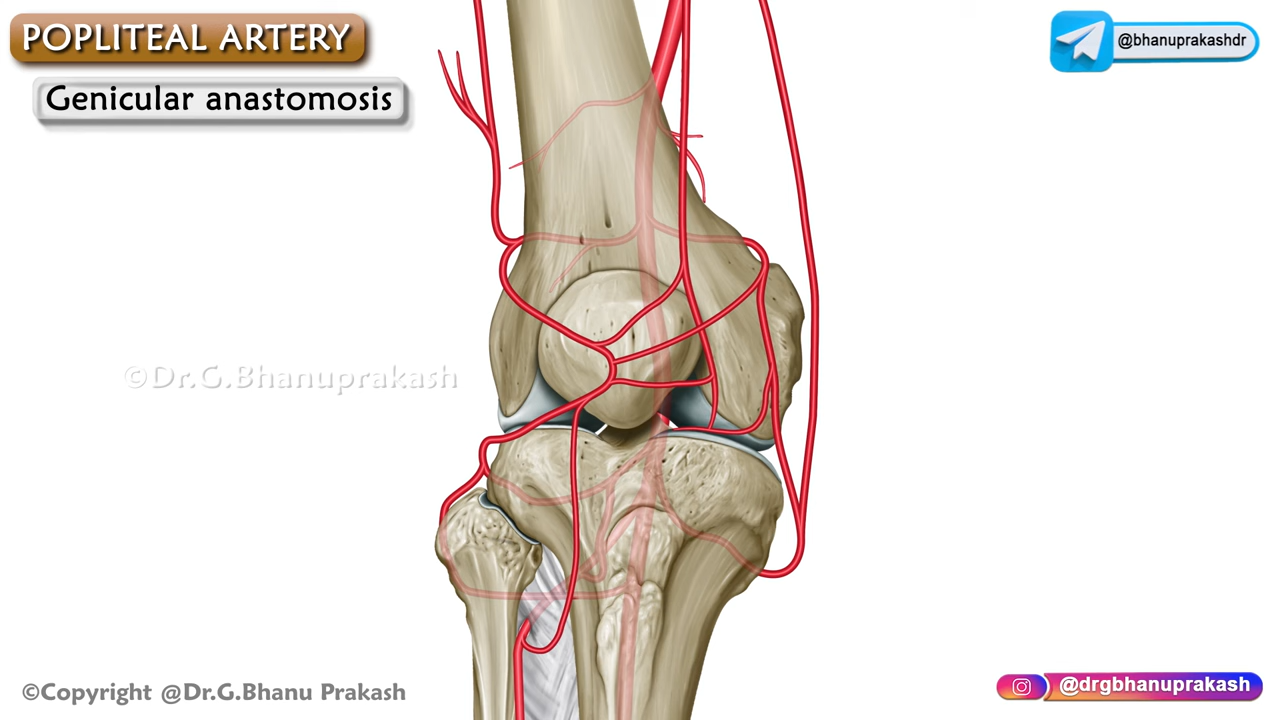 POPLITEAL ARTERY
@bhanuprakashdr
Genicular anastomosis
©Dr.G.Bhanuprakash
©Copyright @Dr.G.Bhanu Prakash
@drgbhanuprakash